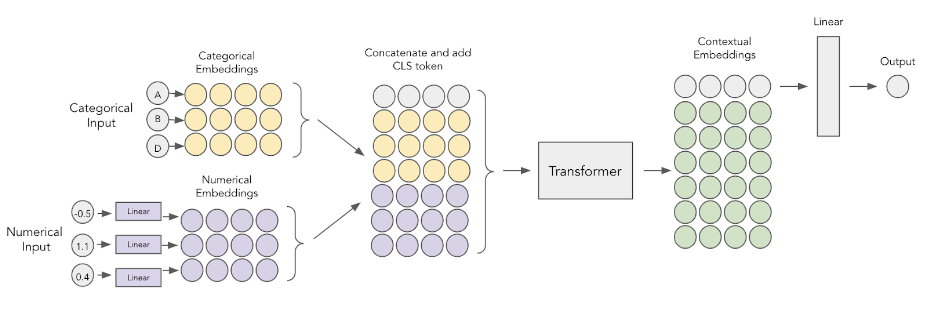 Categorical
Input
A
B
D
Categorical
Embeddings
Numerical
Input
-0.5
1.1
0.4
Linear
Linear
Linear
Numerical
Embeddings
Concatenate and add
CLS token
Transformer
Contextual
Embeddings
Linear
Output